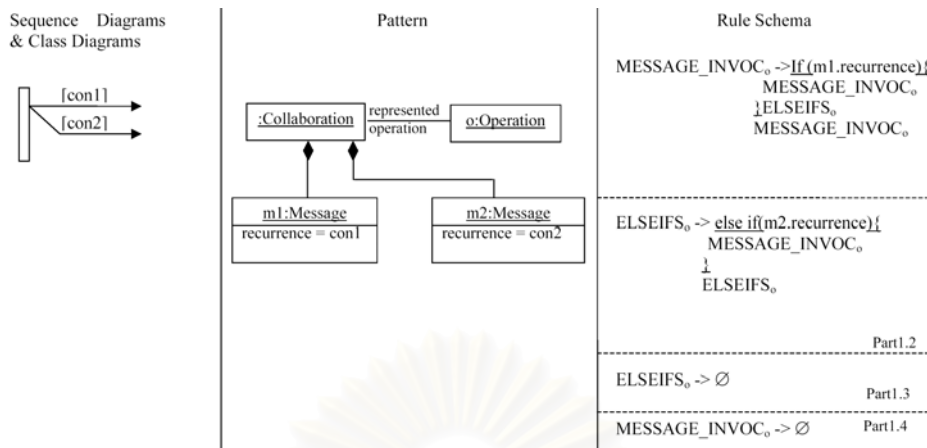 Sequence Diagrams
& Class Diagrams
[con1]
[con2]
Pattern
:Collaboration
represented
operation
o:Operation
m1:Message
recurrence = con1
m2:Message
recurrence = con2
Rule Schema
MESSAGE_INVOCₒ ->If (m1.recurrence){
MESSAGE_INVOCₒ
}ELSEIFSₒ
MESSAGE_INVOCₒ
ELSEIFSₒ -> else if(m2.recurrence){
MESSAGE_INVOCₒ
}
ELSEIFSₒ
Part1.2
ELSEIFSₒ -> ∅
Part1.3
MESSAGE_INVOCₒ -> ∅
Part1.4